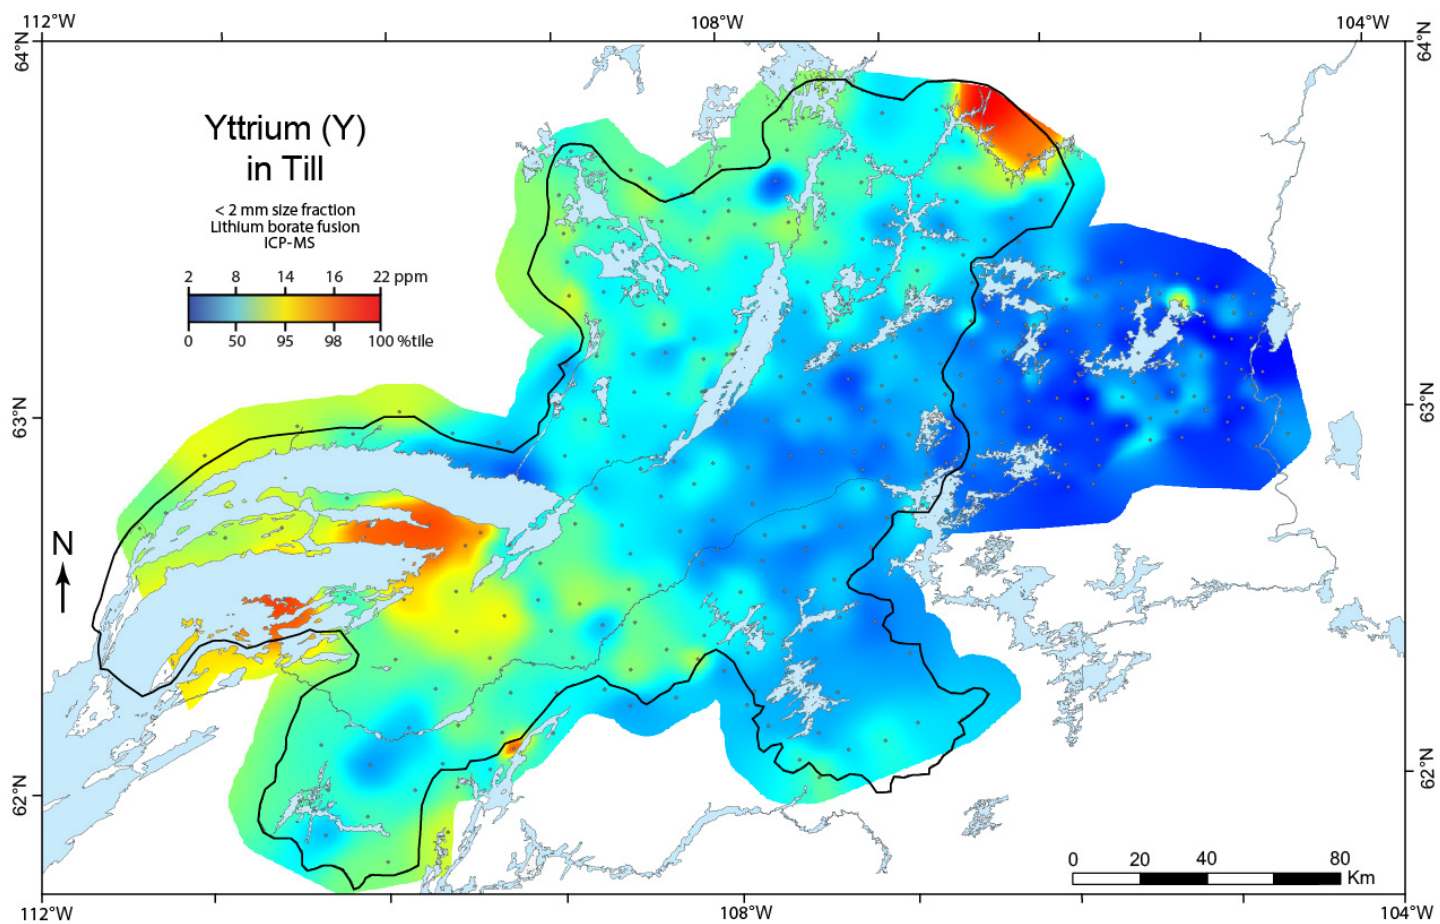 112°W 108°W 104°W
64°N 64°N
Yttrium (Y)
in Till
< 2 mm size fraction
Lithium borate fusion
ICP-MS
2 8 14 16 22 ppm
0 50 95 98 100 %tile
63°N 63°N
N
62°N 62°N
0 20 40 80
Km
112°W 108°W 104°W